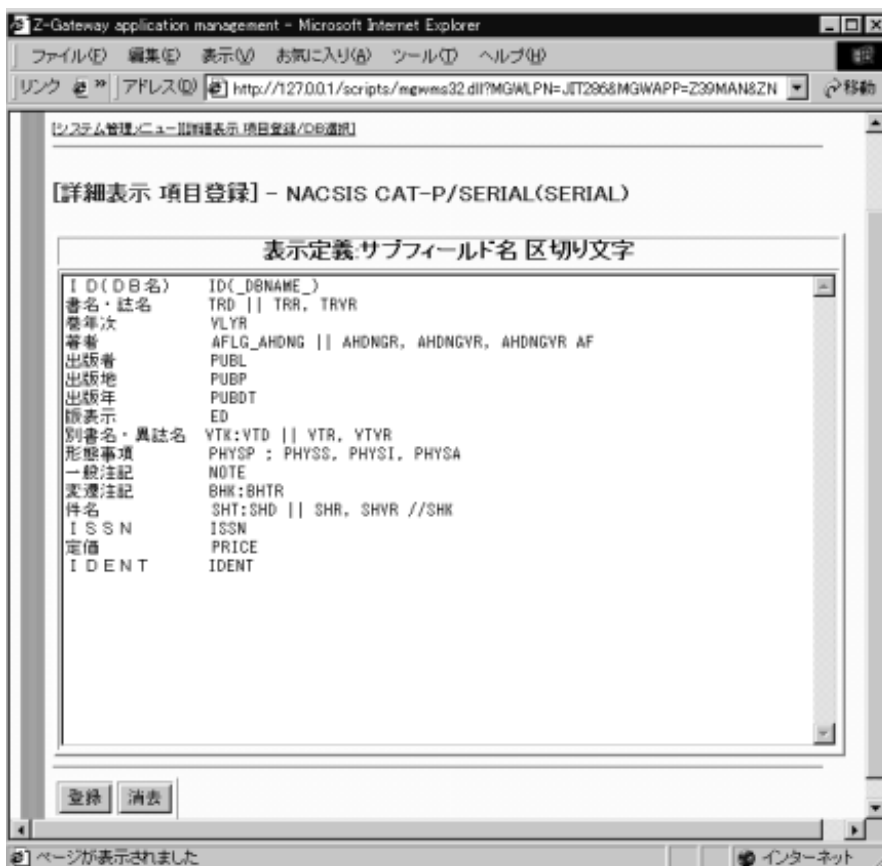 Z-Gateway application management - Microsoft Internet Explorer
ファイル(F) 編集(E) 表示(V) お気に入り(A) ツール(T) ヘルプ(H)
リンク » アドレス(D) http://127.0.0.1/scripts/mgwms32.dll?MGWLPN=JIT286&MGWAPP=Z39MAN&ZN 移動
[システム管理メニュー][詳細表示 項目登録/DB選択]
[詳細表示 項目登録] - NACSIS CAT-P/SERIAL(SERIAL)
表示定義:サブフィールド名 区切り文字
ID(DB名) ID(_DBNAME_)
書名・誌名 TRD || TRR, TRVR
巻年次 VLYR
著者 AFLG_AHDNG || AHDNGR, AHDNGVR, AHDNGVR AF
出版者 PUBL
出版地 PUBP
出版年 PUBDT
版表示 ED
別書名・異誌名 VTK:VTD || VTR, VTVR
形態事項 PHYSP ; PHYSS, PHYSI, PHYSA
一般注記 NOTE
変遷注記 BHK:BHTR
件名 SHT:SHD || SHR, SHVR //SHK
ISSN ISSN
定価 PRICE
IDENT IDENT
登録 消去
ページが表示されました インターネット